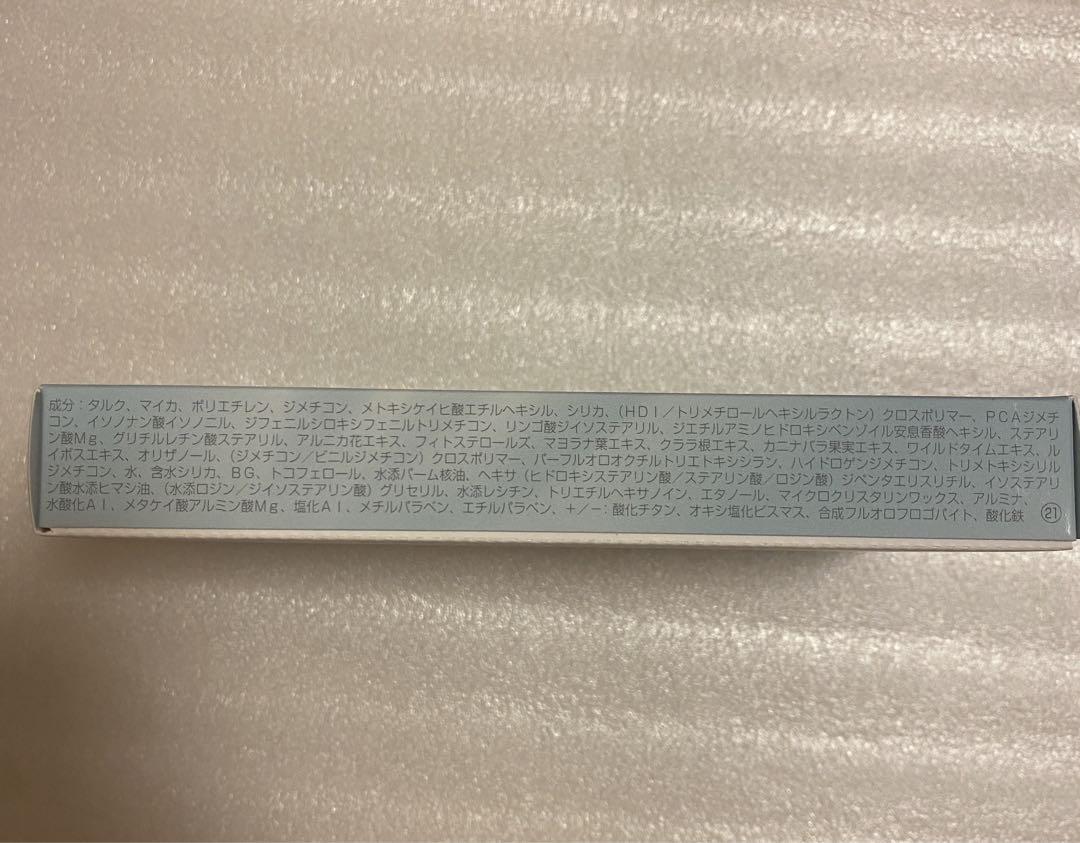 成分：タルク、マイカ、ポリエチレン、ジメチコン、メトキシケイヒ酸エチルヘキシル、シリカ、（ＨＤＩ／トリメチロールヘキシルラクトン）クロスポリマー、ＰＣＡジメチ
コン、イソノナン酸イソノニル、ジフェニルシロキシフェニルトリメチコン、リンゴ酸ジイソステアリル、ジエチルアミノヒドロキシベンゾイル安息香酸ヘキシル、ステアリ
ン酸Ｍｇ、グリチルレチン酸ステアリル、アルニカ花エキス、フィトステロールズ、マヨラナ葉エキス、クララ根エキス、カニナバラ果実エキス、ワイルドタイムエキス、ル
イボスエキス、オリザノール、（ジメチコン／ビニルジメチコン）クロスポリマー、パーフルオロオクチルトリエトキシシラン、ハイドロゲンジメチコン、トリメトキシシリル
ジメチコン、水、含水シリカ、ＢＧ、トコフェロール、水添パーム核油、ヘキサ（ヒドロキシステアリン酸／ステアリン酸／ロジン酸）ジペンタエリスリチル、イソステアリ
ン酸水添ヒマシ油、（水添ロジン／ジイソステアリン酸）グリセリル、水添レシチン、トリエチルヘキサノイン、エタノール、マイクロクリスタリンワックス、アルミナ、
水酸化Ａｌ、メタケイ酸アルミン酸Ｍｇ、塩化Ａｌ、メチルパラベン、エチルパラベン、＋／－：酸化チタン、オキシ塩化ビスマス、合成フルオロフロゴパイト、酸化鉄 ㉑